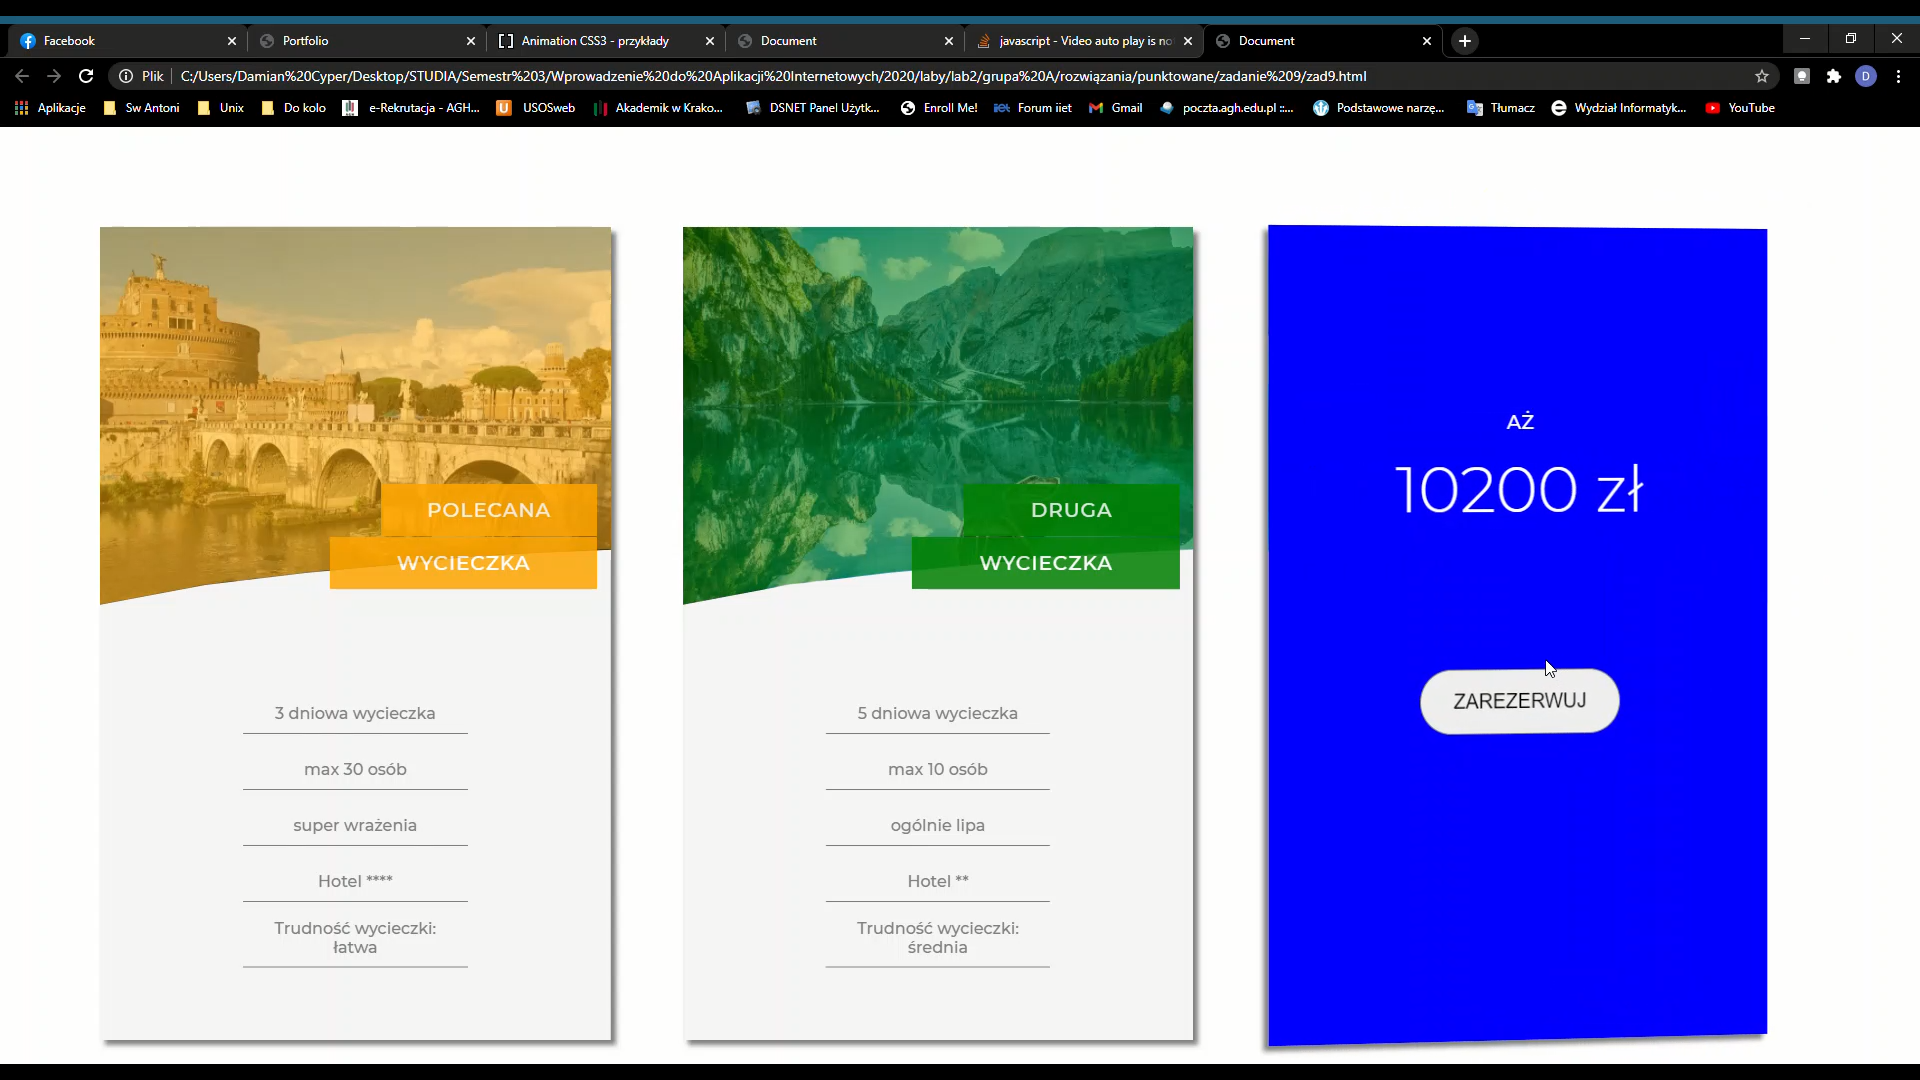 Facebook
Portfolio
Animation CSS3 - przykłady
Document
javascript - Video auto play is no
Document
Plik
C:/Users/Damian%20Cyper/Desktop/STUDIA/Semestr%203/Wprowadzenie%20do%20Aplikacji%20Internetowych/2020/laby/lab2/grupa%20A/rozwiązania/punktowane/zadanie%209/zad9.html
D
Aplikacje
Sw Antoni
Unix
Do kolo
e-Rekrutacja - AGH...
USOSweb
Akademik w Krako...
DSNET Panel Użytk...
Enroll Me!
Forum iiet
Gmail
poczta.agh.edu.pl ::...
Podstawowe narzę...
Tłumacz
Wydział Informatyk...
YouTube
POLECANA
WYCIECZKA
3 dniowa wycieczka
max 30 osób
super wrażenia
Hotel ****
Trudność wycieczki:
łatwa
DRUGA
WYCIECZKA
5 dniowa wycieczka
max 10 osób
ogólnie lipa
Hotel **
Trudność wycieczki:
średnia
AŻ
10200 zł
ZAREZERWUJ